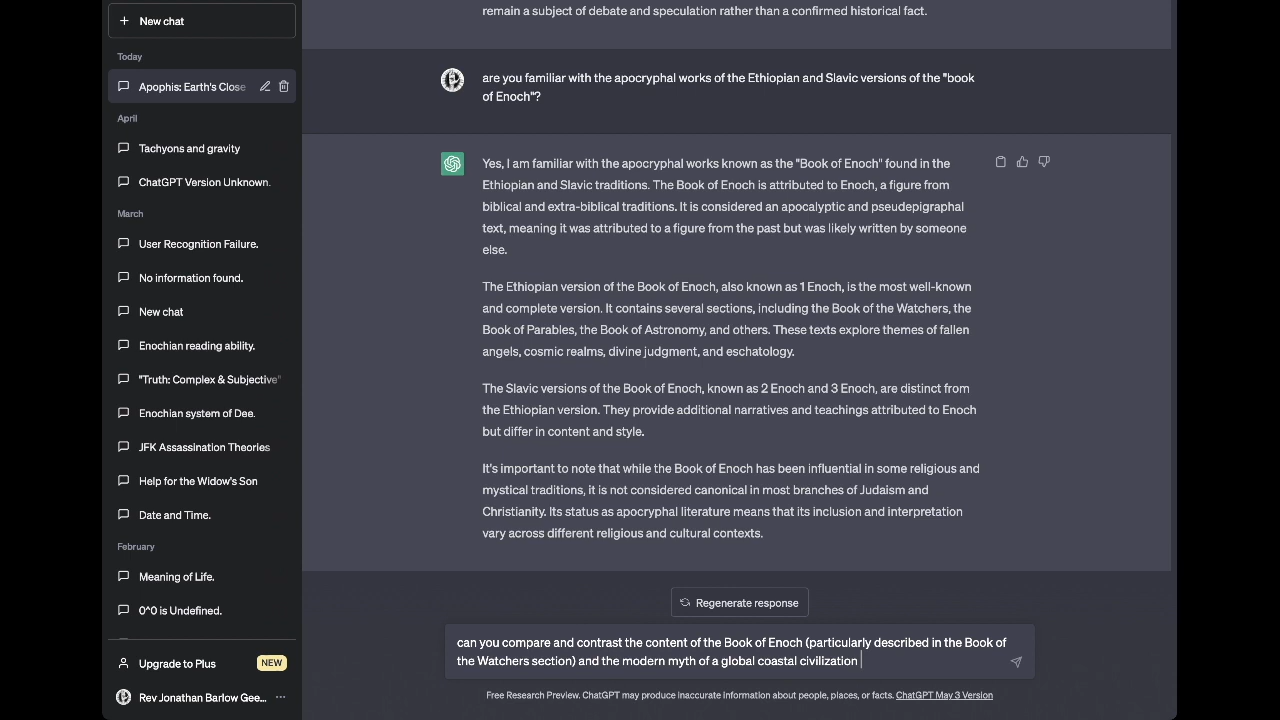 New chat
Today
Apophis: Earth's Close
April
Tachyons and gravity
ChatGPT Version Unknown.
March
User Recognition Failure.
No information found.
New chat
Enochian reading ability.
"Truth: Complex & Subjective"
Enochian system of Dee.
JFK Assassination Theories
Help for the Widow's Son
Date and Time.
February
Meaning of Life.
0^0 is Undefined.
Upgrade to Plus NEW
Rev Jonathan Barlow Gee...
remain a subject of debate and speculation rather than a confirmed historical fact.
are you familiar with the apocryphal works of the Ethiopian and Slavic versions of the "book
of Enoch"?
Yes, I am familiar with the apocryphal works known as the "Book of Enoch" found in the
Ethiopian and Slavic traditions. The Book of Enoch is attributed to Enoch, a figure from
biblical and extra-biblical traditions. It is considered an apocalyptic and pseudepigraphal
text, meaning it was attributed to a figure from the past but was likely written by someone
else.
The Ethiopian version of the Book of Enoch, also known as 1 Enoch, is the most well-known
and complete version. It contains several sections, including the Book of the Watchers, the
Book of Parables, the Book of Astronomy, and others. These texts explore themes of fallen
angels, cosmic realms, divine judgment, and eschatology.
The Slavic versions of the Book of Enoch, known as 2 Enoch and 3 Enoch, are distinct from
the Ethiopian version. They provide additional narratives and teachings attributed to Enoch
but differ in content and style.
It's important to note that while the Book of Enoch has been influential in some religious and
mystical traditions, it is not considered canonical in most branches of Judaism and
Christianity. Its status as apocryphal literature means that its inclusion and interpretation
vary across different religious and cultural contexts.
Regenerate response
can you compare and contrast the content of the Book of Enoch (particularly described in the Book of
the Watchers section) and the modern myth of a global coastal civilization
Free Research Preview. ChatGPT may produce inaccurate information about people, places, or facts. ChatGPT May 3 Version